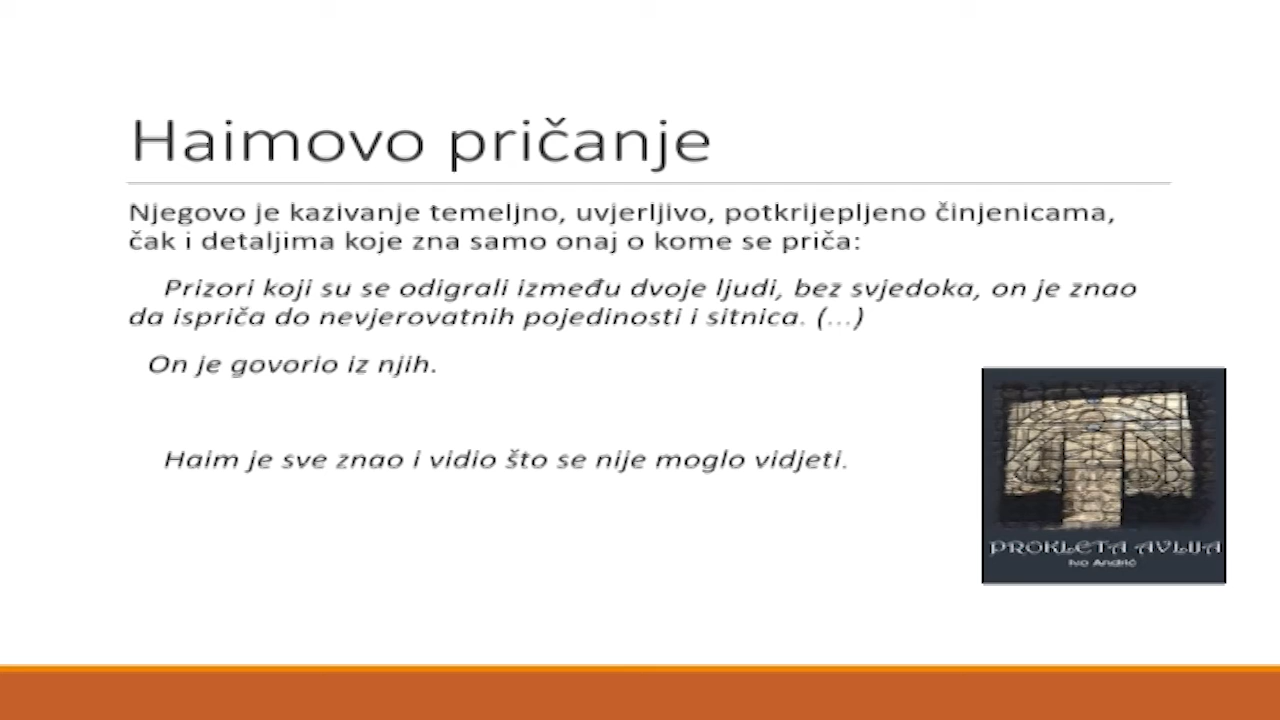 Haimovo pričanje
Njegovo je kazivanje temeljno, uvjerljivo, potkrijepljeno činjenicama,
čak i detaljima koje zna samo onaj o kome se priča:
Prizori koji su se odigrali između dvoje ljudi, bez svjedoka, on je znao
da ispriča do nevjerovatnih pojedinosti i sitnica. (...)
On je govorio iz njih.
Haim je sve znao i vidio što se nije moglo vidjeti.
PROKLETA AVLIJA
Ivo Andrić